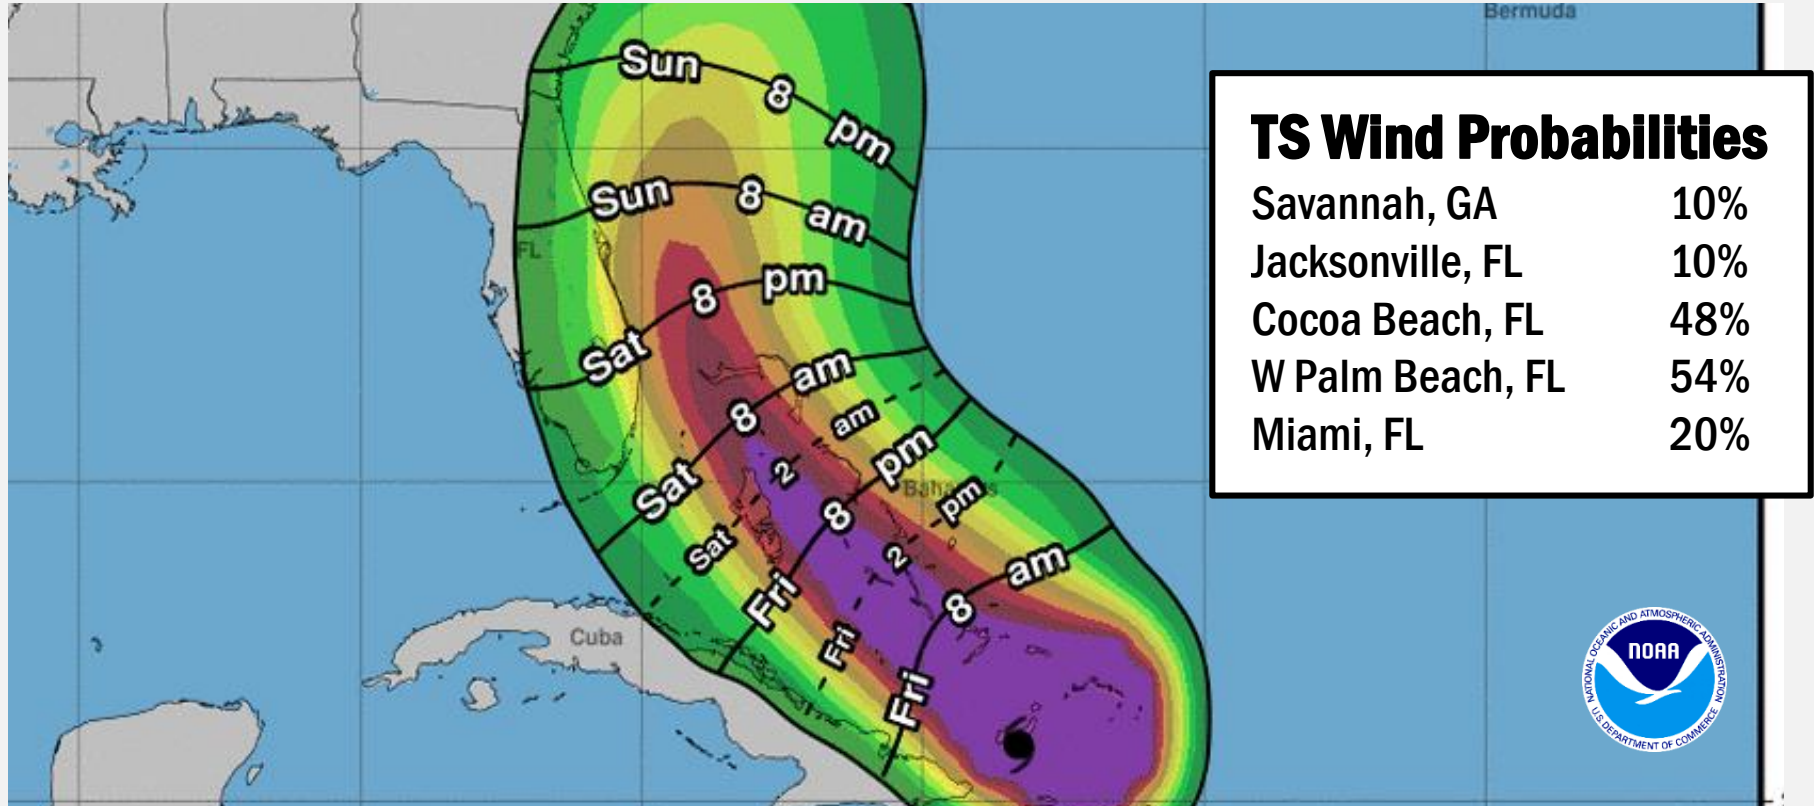 Bermuda
Sun 8 pm
Sun 8 am
FL
Sat 8 pm
Sat 8 am
Sat 2 am
Fri 8 pm
Bahamas
Fri 2 pm
Fri 8 am
Cuba
TS Wind Probabilities
Savannah, GA 10%
Jacksonville, FL 10%
Cocoa Beach, FL 48%
W Palm Beach, FL 54%
Miami, FL 20%
NATIONAL OCEANIC AND ATMOSPHERIC ADMINISTRATION
NOAA
U.S. DEPARTMENT OF COMMERCE